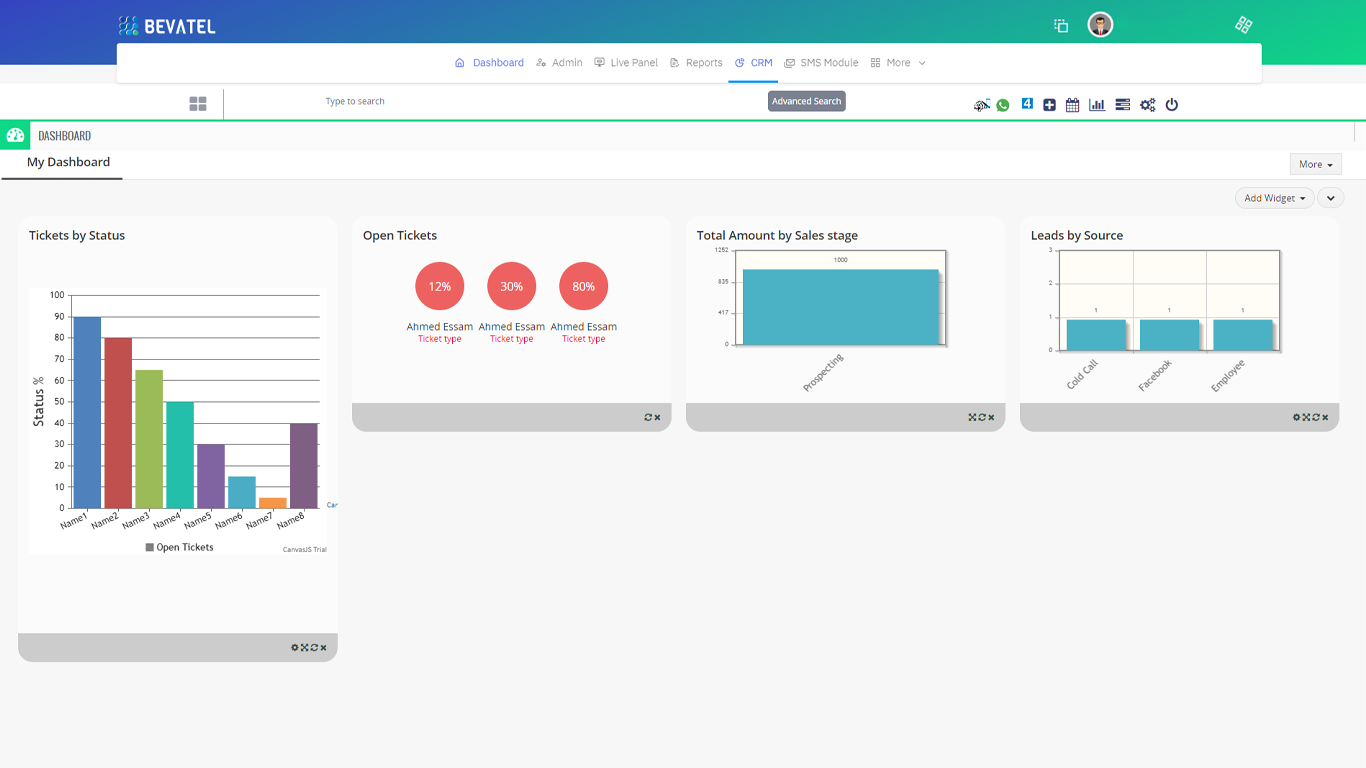 BEVATEL
Dashboard Admin Live Panel Reports CRM SMS Module More
Type to search Advanced Search 4
DASHBOARD
My Dashboard More
Add Widget
Tickets by Status
100
90
80
70
60
50
40
30
20
10
0
Status %
Name1 Name2 Name3 Name4 Name5 Name6 Name7 Name8
Open Tickets
CanvasJS Trial
Car
Open Tickets
12% 30% 80%
Ahmed Essam Ahmed Essam Ahmed Essam
Ticket type Ticket type Ticket type
Total Amount by Sales stage
1252
835
417
0
1000
Prospecting
Leads by Source
3
2
1
0
1 1 1
Cold Call Facebook Employee